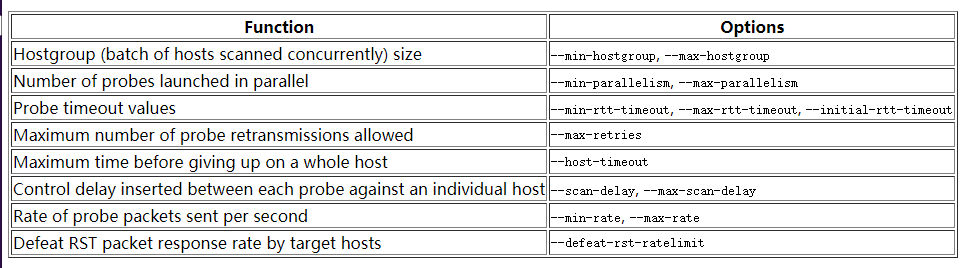 Function Options
Hostgroup (batch of hosts scanned concurrently) size --min-hostgroup, --max-hostgroup
Number of probes launched in parallel --min-parallelism, --max-parallelism
Probe timeout values --min-rtt-timeout, --max-rtt-timeout, --initial-rtt-timeout
Maximum number of probe retransmissions allowed --max-retries
Maximum time before giving up on a whole host --host-timeout
Control delay inserted between each probe against an individual host --scan-delay, --max-scan-delay
Rate of probe packets sent per second --min-rate, --max-rate
Defeat RST packet response rate by target hosts --defeat-rst-ratelimit